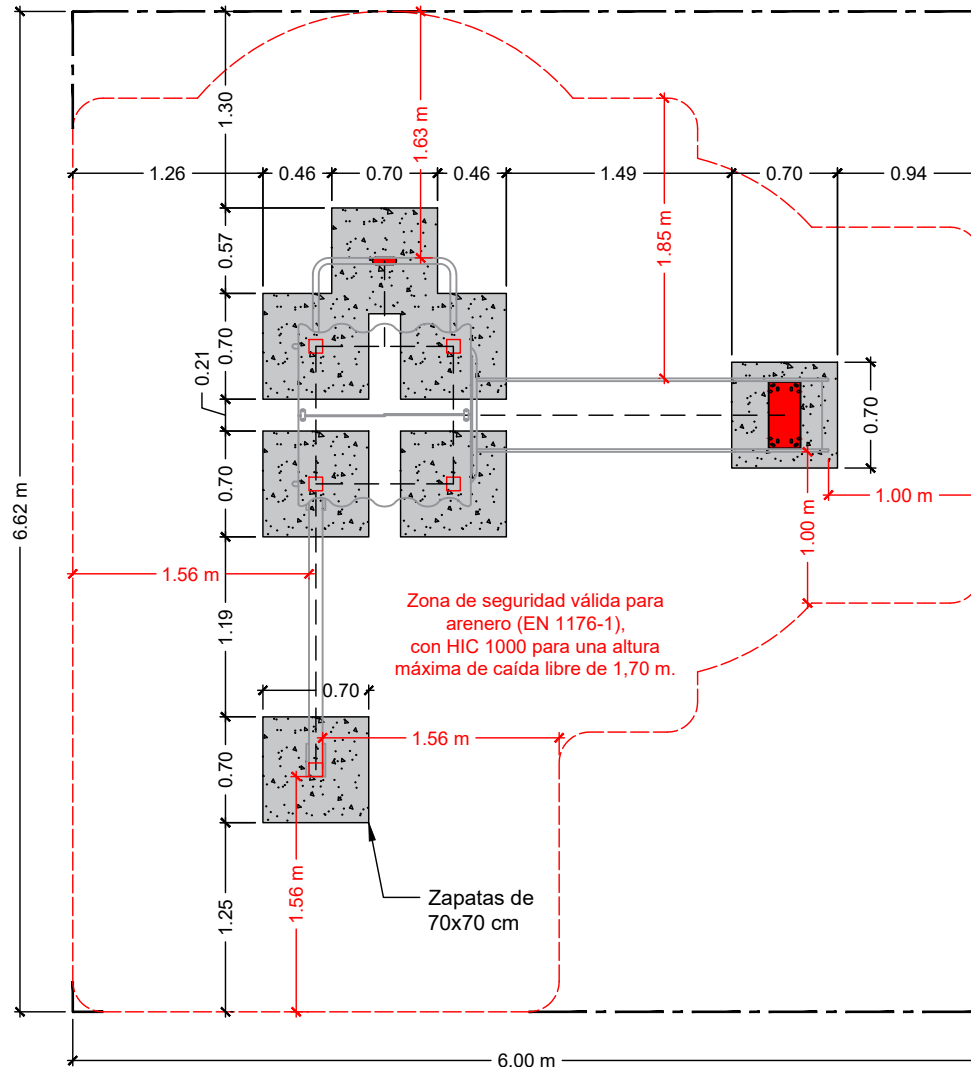 1.30
1.63 m
1.26
0.46
0.70
0.46
1.49
0.70
0.94
1.85 m
0.57
0.70
0.21
0.70
0.70
1.00 m
6.62 m
1.00 m
1.56 m
1.19
Zona de seguridad válida para
arenero (EN 1176-1),
con HIC 1000 para una altura
máxima de caída libre de 1,70 m.
0.70
1.56 m
0.70
1.56 m
Zapatas de
70x70 cm
1.25
6.00 m